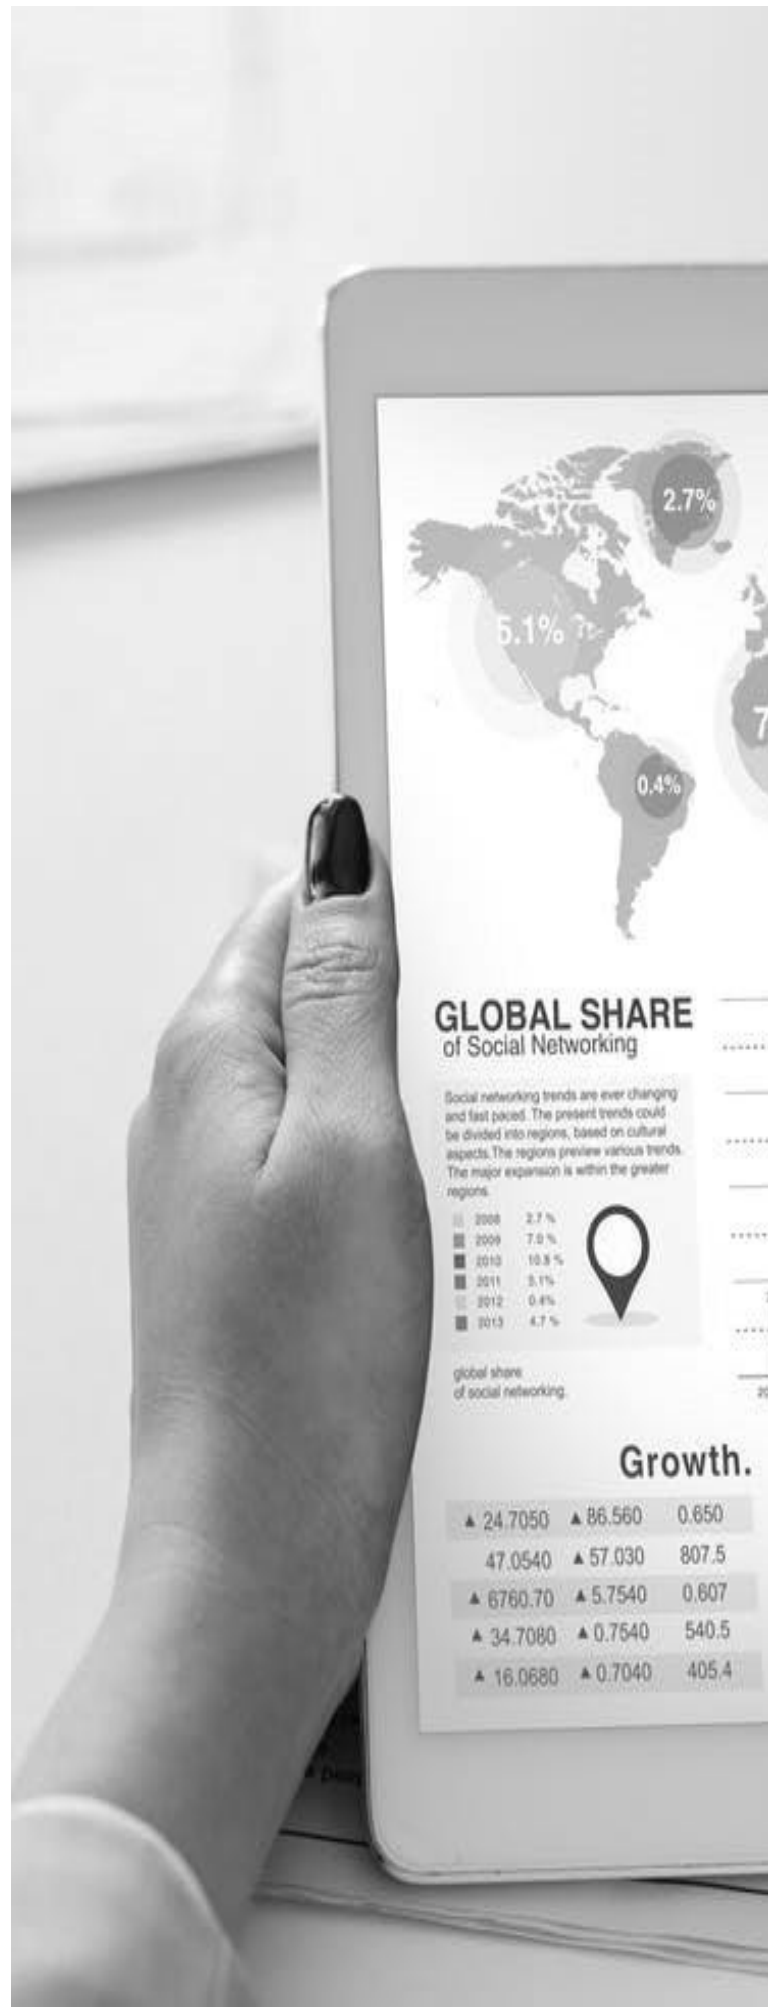 2.7%
5.1%
7
0.4%
GLOBAL SHARE
of Social Networking
Social networking trends are ever changing
and fast paced. The present trends could
be divided into regions, based on cultural
aspects.The regions preview various trends.
The major expansion is within the greater
regions.
2008 2.7 %
2009 7.0 %
2010 10.8 %
2011 5.1%
2012 0.4%
2013 4.7 %
global share
of social networking.
Growth.
▲ 24.7050 ▲ 86.560 0.650
47.0540 ▲ 57.030 807.5
▲ 6760.70 ▲ 5.7540 0.607
▲ 34.7080 ▲ 0.7540 540.5
▲ 16.0680 ▲ 0.7040 405.4